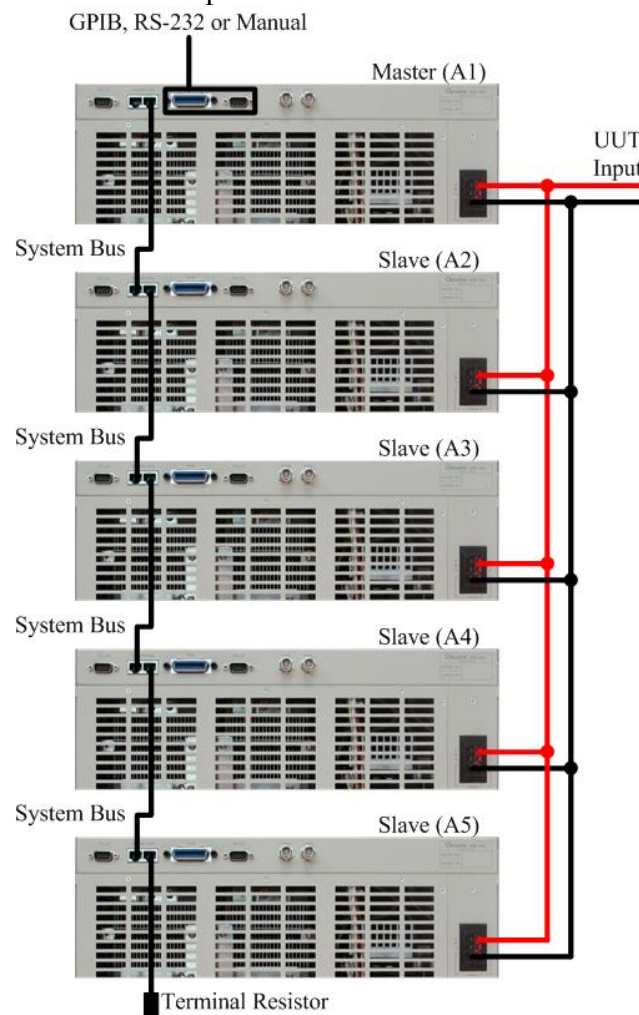 GPIB, RS-232 or Manual
Master (A1)
UUT
Input
System Bus
Slave (A2)
System Bus
Slave (A3)
System Bus
Slave (A4)
System Bus
Slave (A5)
Terminal Resistor